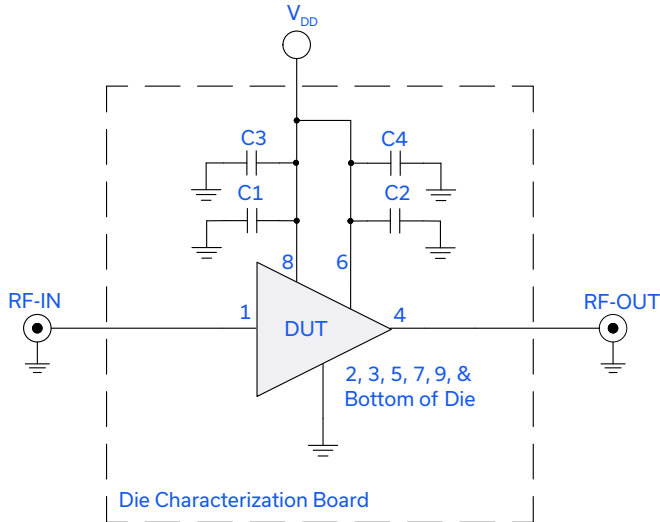 VDD
C3
C4
C1
C2
8
6
RF-IN
RF-OUT
1
DUT
4
2, 3, 5, 7, 9, &
Bottom of Die
Die Characterization Board